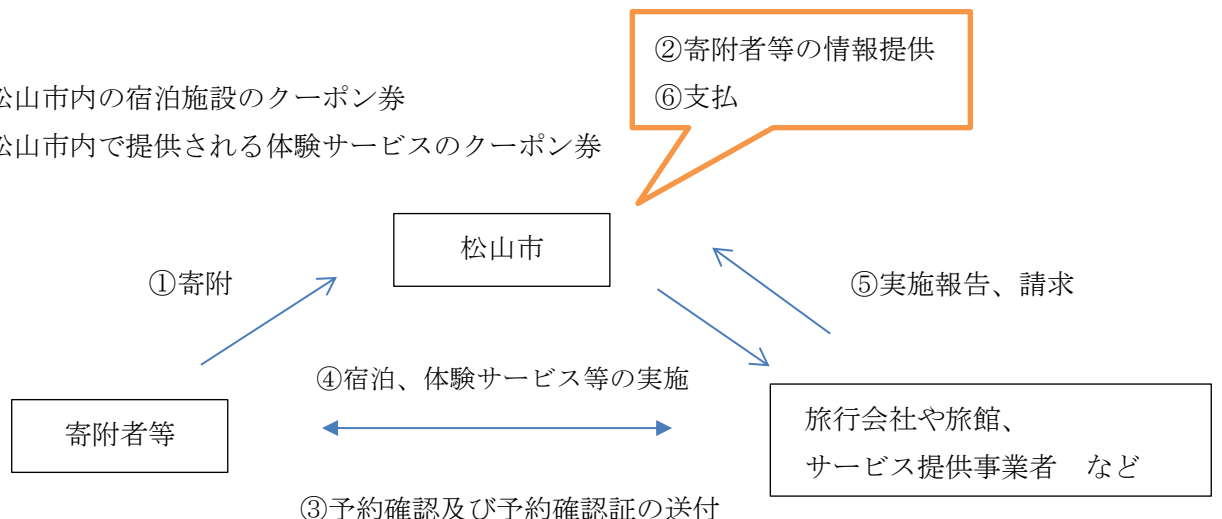 ②寄附者等の情報提供
⑥支払
松山市内の宿泊施設のクーポン券
松山市内で提供される体験サービスのクーポン券
松山市
①寄附
⑤実施報告、請求
④宿泊、体験サービス等の実施
寄附者等
旅行会社や旅館、
サービス提供事業者　など
③予約確認及び予約確認証の送付